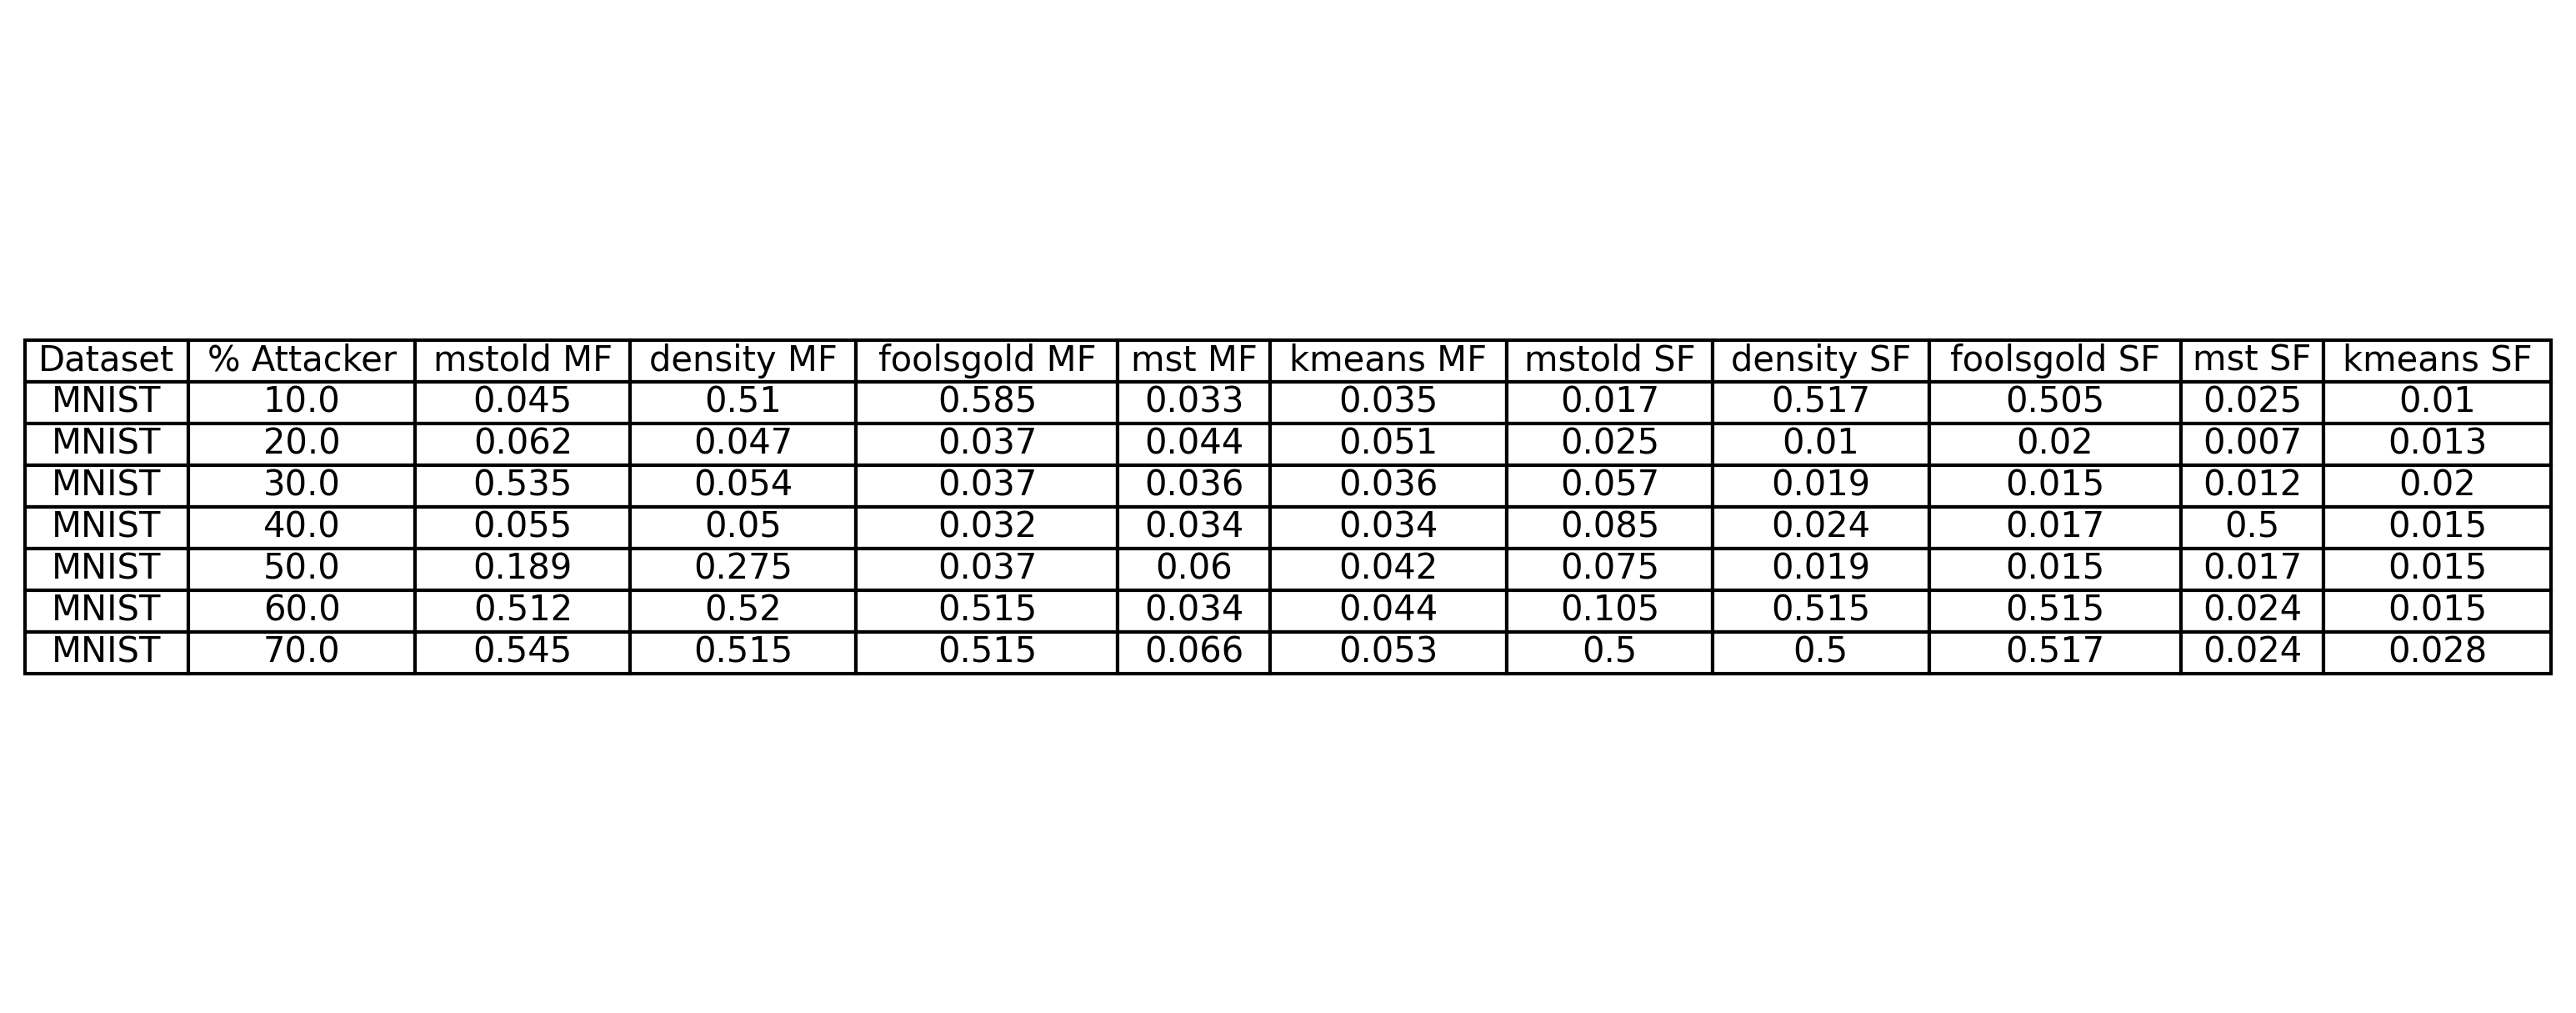 Dataset % Attacker mstold MF density MF foolsgold MF mst MF kmeans MF mstold SF density SF foolsgold SF mst SF kmeans SF
MNIST 10.0 0.045 0.51 0.585 0.033 0.035 0.017 0.517 0.505 0.025 0.01
MNIST 20.0 0.062 0.047 0.037 0.044 0.051 0.025 0.01 0.02 0.007 0.013
MNIST 30.0 0.535 0.054 0.037 0.036 0.036 0.057 0.019 0.015 0.012 0.02
MNIST 40.0 0.055 0.05 0.032 0.034 0.034 0.085 0.024 0.017 0.5 0.015
MNIST 50.0 0.189 0.275 0.037 0.06 0.042 0.075 0.019 0.015 0.017 0.015
MNIST 60.0 0.512 0.52 0.515 0.034 0.044 0.105 0.515 0.515 0.024 0.015
MNIST 70.0 0.545 0.515 0.515 0.066 0.053 0.5 0.5 0.517 0.024 0.028